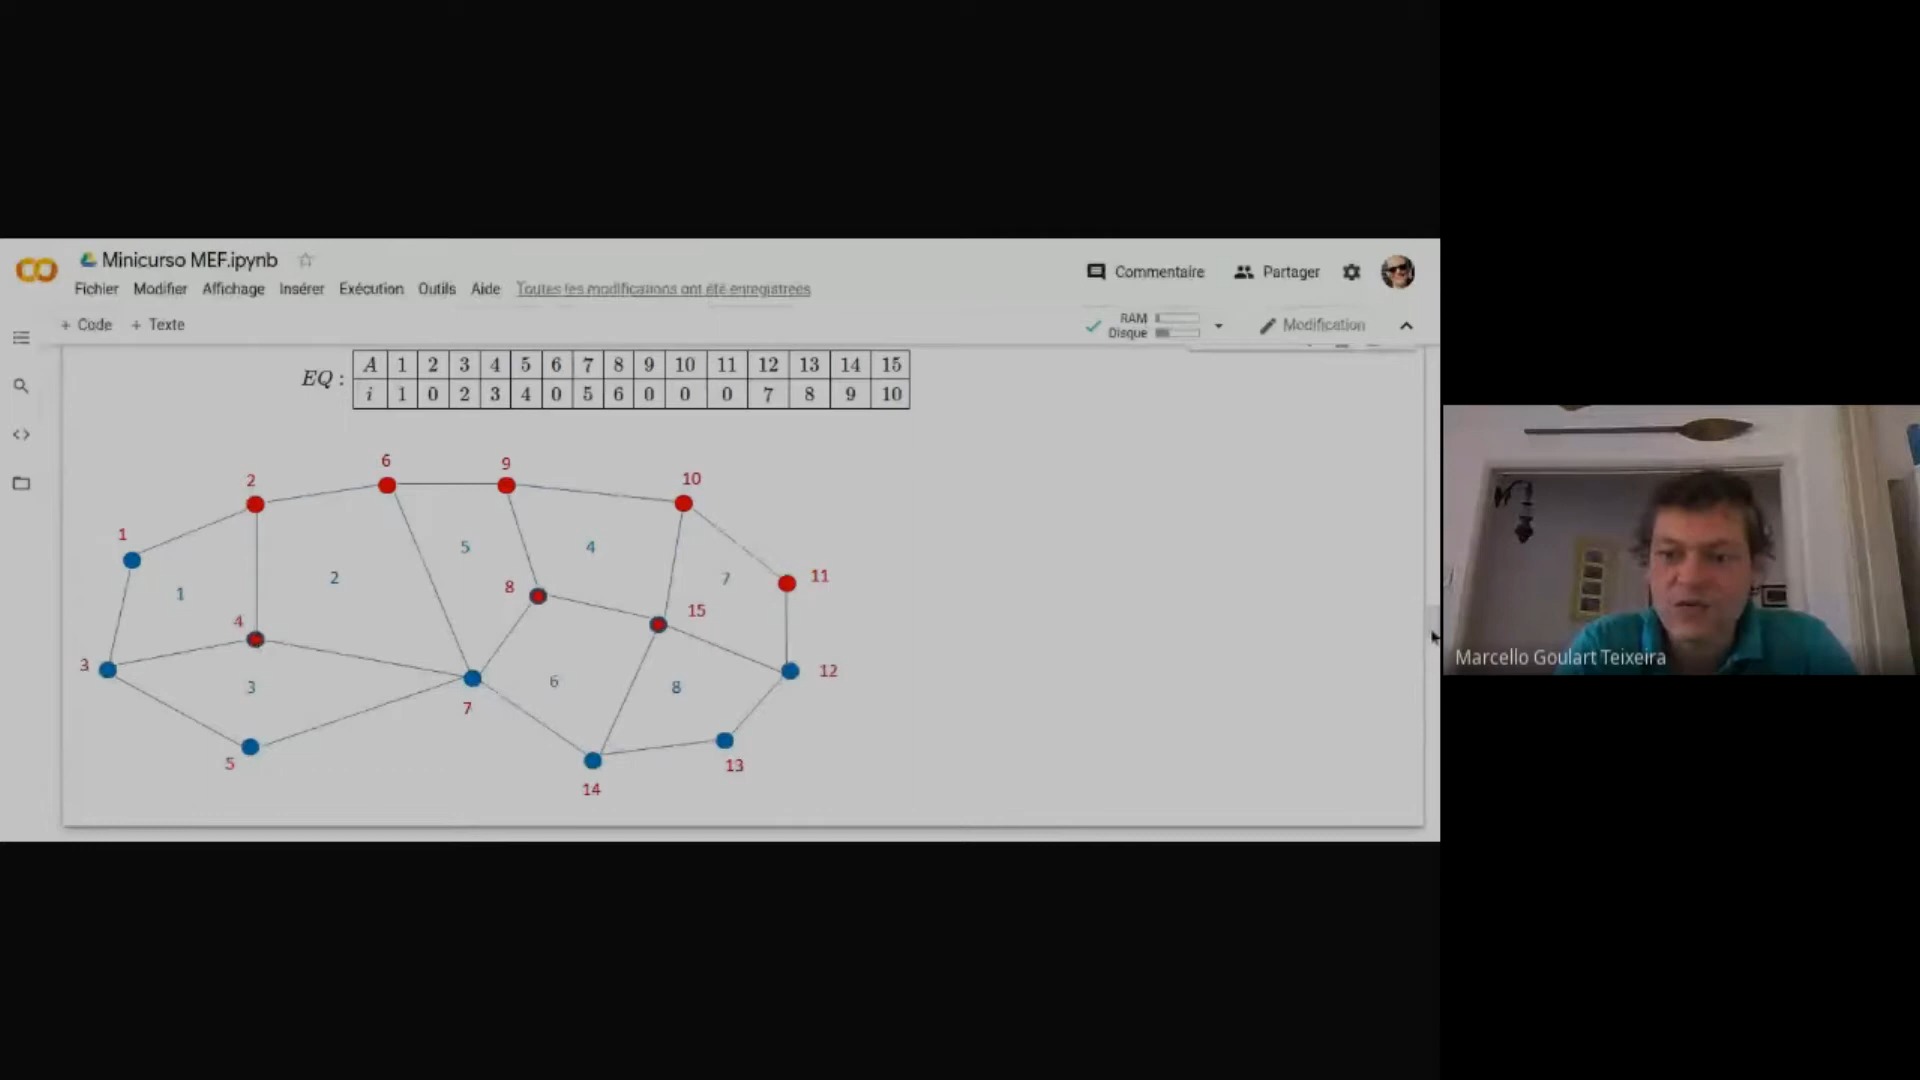 Minicurso MEF.ipynb
Fichier Modifier Affichage Insérer Exécution Outils Aide Toutes les modifications ont été enregistrées
Commentaire Partager
+ Code + Texte
RAM
Disque
Modification
EQ :
A 1 2 3 4 5 6 7 8 9 10 11 12 13 14 15
i 1 0 2 3 4 0 5 6 0 0 0 7 8 9 10
6
9
2
10
1
5
4
2
7
11
8
1
15
4
3
12
3
6
8
7
5
13
14
Marcello Goulart Teixeira